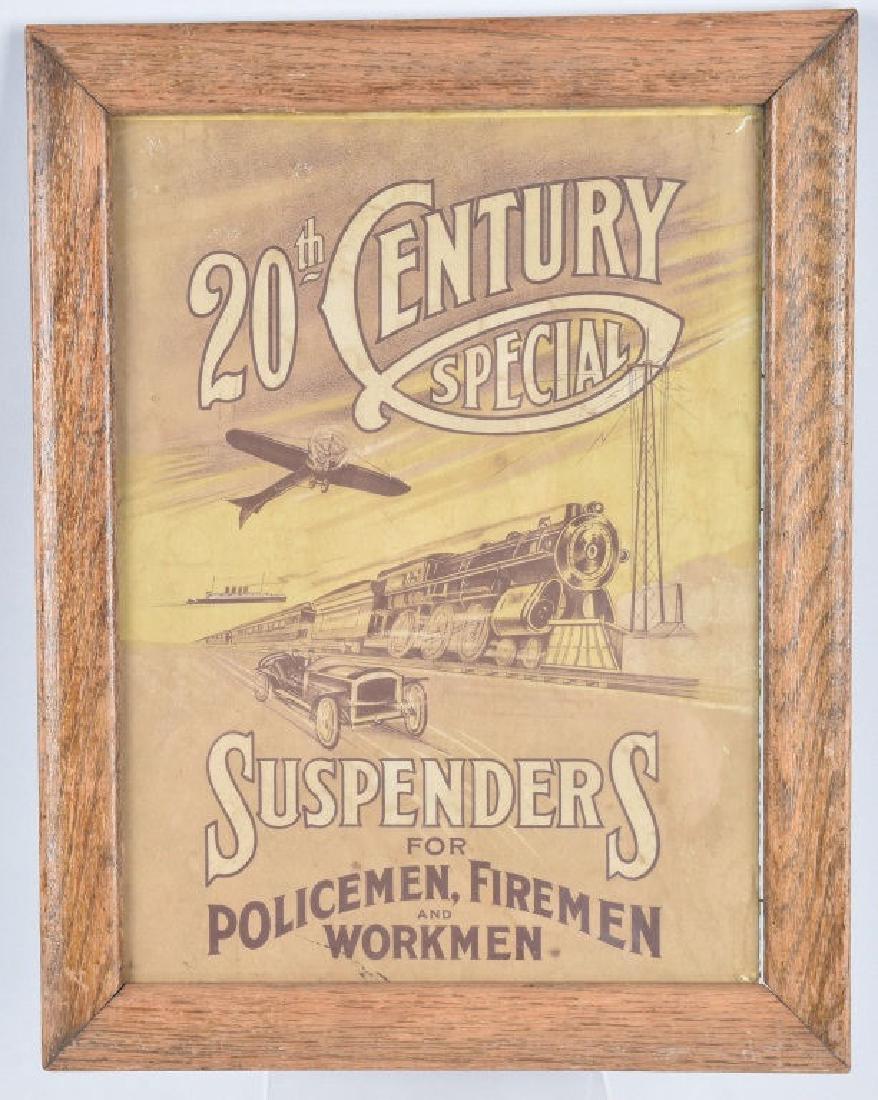 20th CENTURY
SPECIAL
SUSPENDERS
FOR
POLICEMEN, FIREMEN
AND
WORKMEN